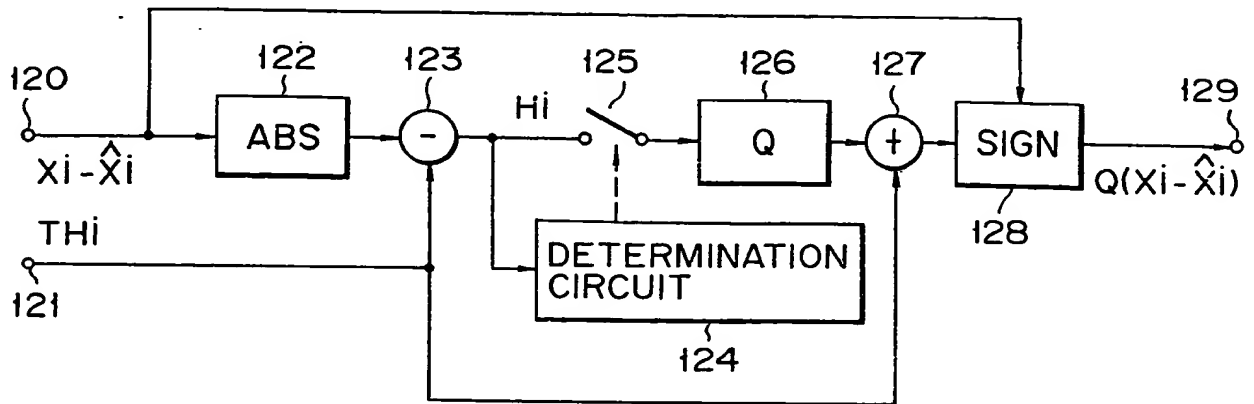 120
122
123
125
126
127
129
ABS
-
Hi
Q
+
SIGN
Xi-X̂i
Q(Xi-X̂i)
128
THi
121
DETERMINATION
CIRCUIT
124